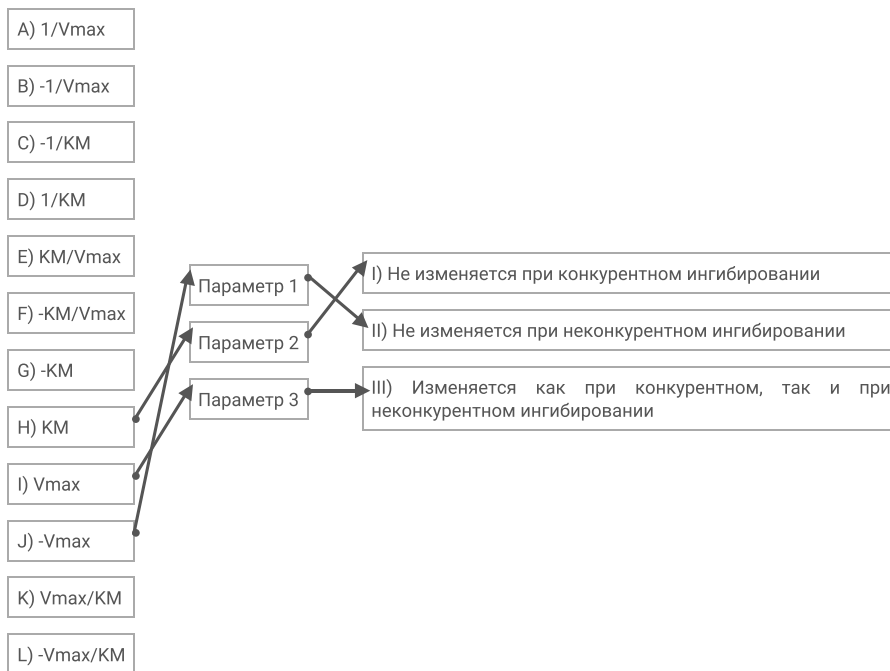 A) 1/Vmax
B) -1/Vmax
C) -1/KM
D) 1/KM
E) KM/Vmax
F) -KM/Vmax
G) -KM
H) KM
I) Vmax
J) -Vmax
K) Vmax/KM
L) -Vmax/KM
Параметр 1
Параметр 2
Параметр 3
I) Не изменяется при конкурентном ингибировании
II) Не изменяется при неконкурентном ингибировании
III) Изменяется как при конкурентном, так и при
неконкурентном ингибировании